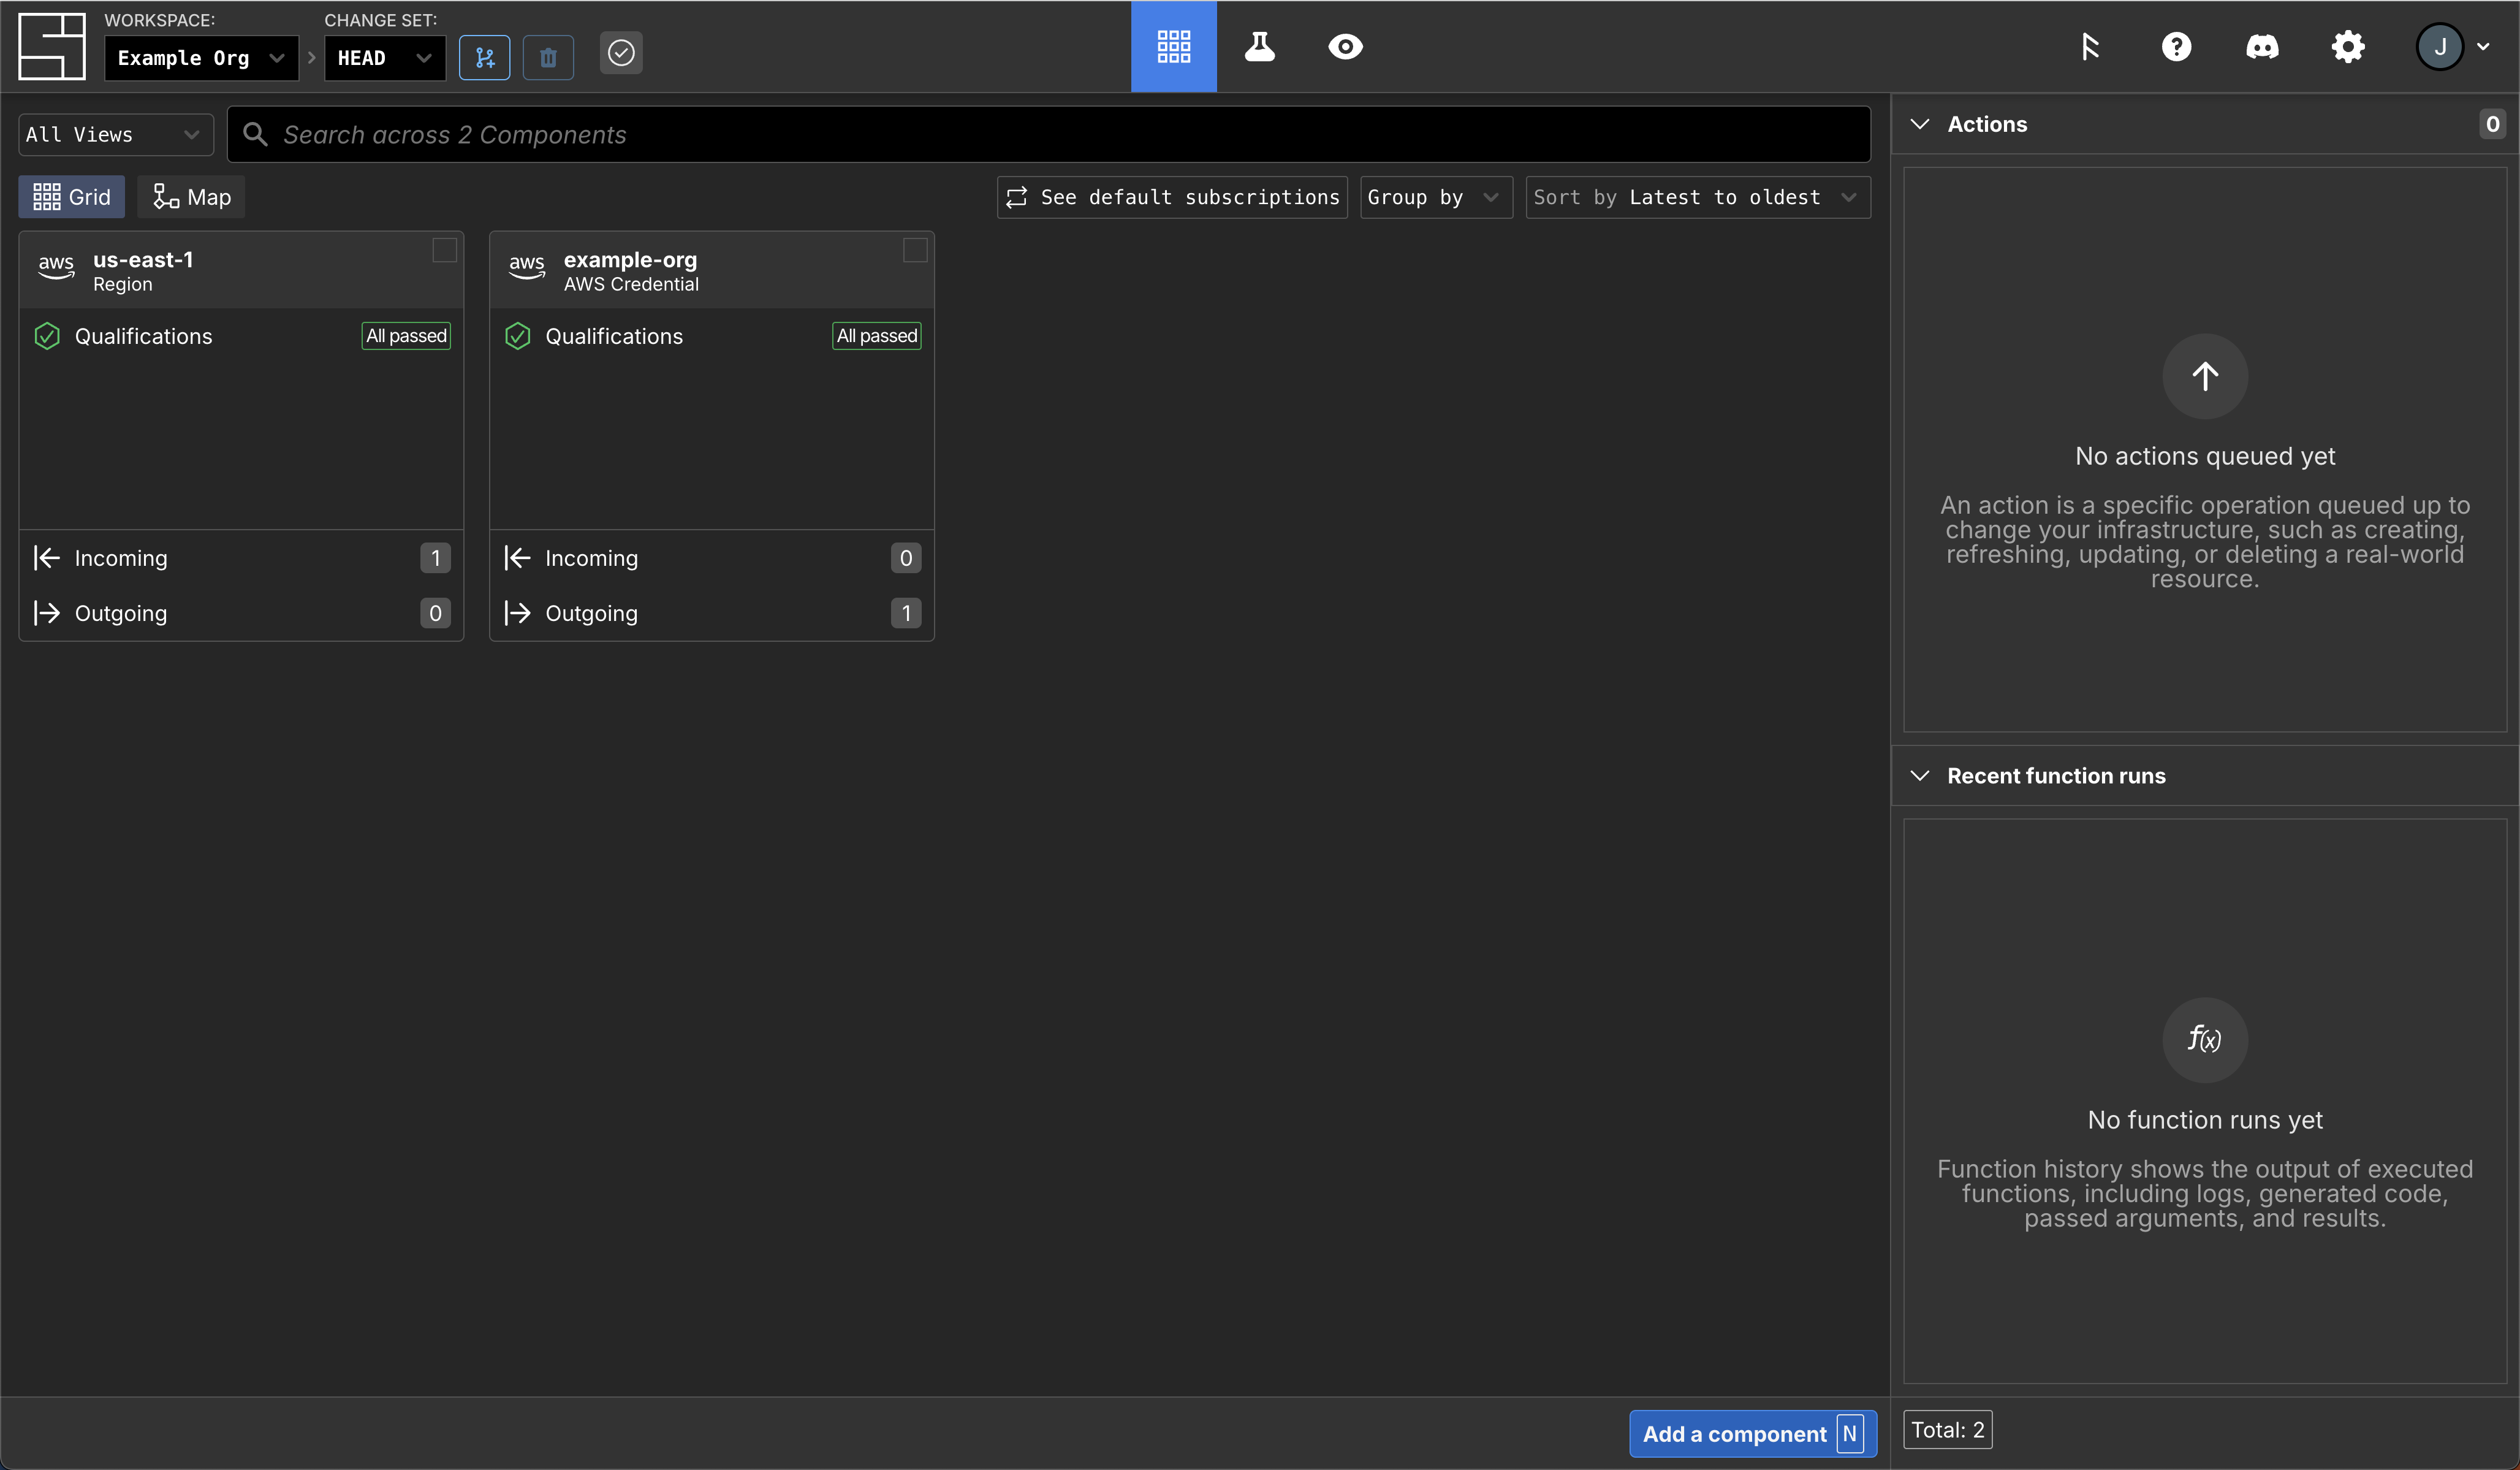 WORKSPACE:
CHANGE SET:
Example Org
HEAD
J
All Views
Search across 2 Components
Grid
Map
See default subscriptions
Group by
Sort by Latest to oldest
aws
us-east-1
Region
Qualifications
All passed
Incoming
1
Outgoing
0
aws
example-org
AWS Credential
Qualifications
All passed
Incoming
0
Outgoing
1
Actions
0
No actions queued yet
An action is a specific operation queued up to
change your infrastructure, such as creating,
refreshing, updating, or deleting a real-world
resource.
Recent function runs
f(x)
No function runs yet
Function history shows the output of executed
functions, including logs, generated code,
passed arguments, and results.
Add a component N
Total: 2